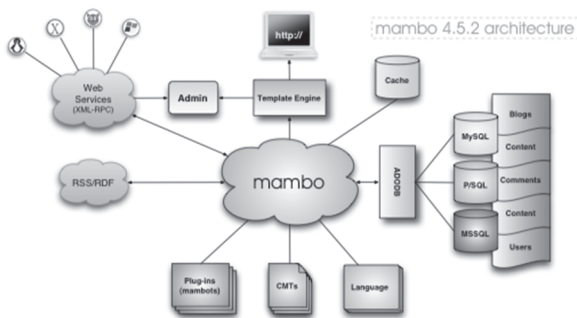 mambo 4.5.2 architecture
http://
Cache
Web
Services
(XML-RPC)
Admin
Template Engine
Blogs
MySQL
Content
RSS/RDF
mambo
ADODB
P/SQL
Comments
Content
MSSQL
Users
Plug-ins
(mambots)
CMTs
Language